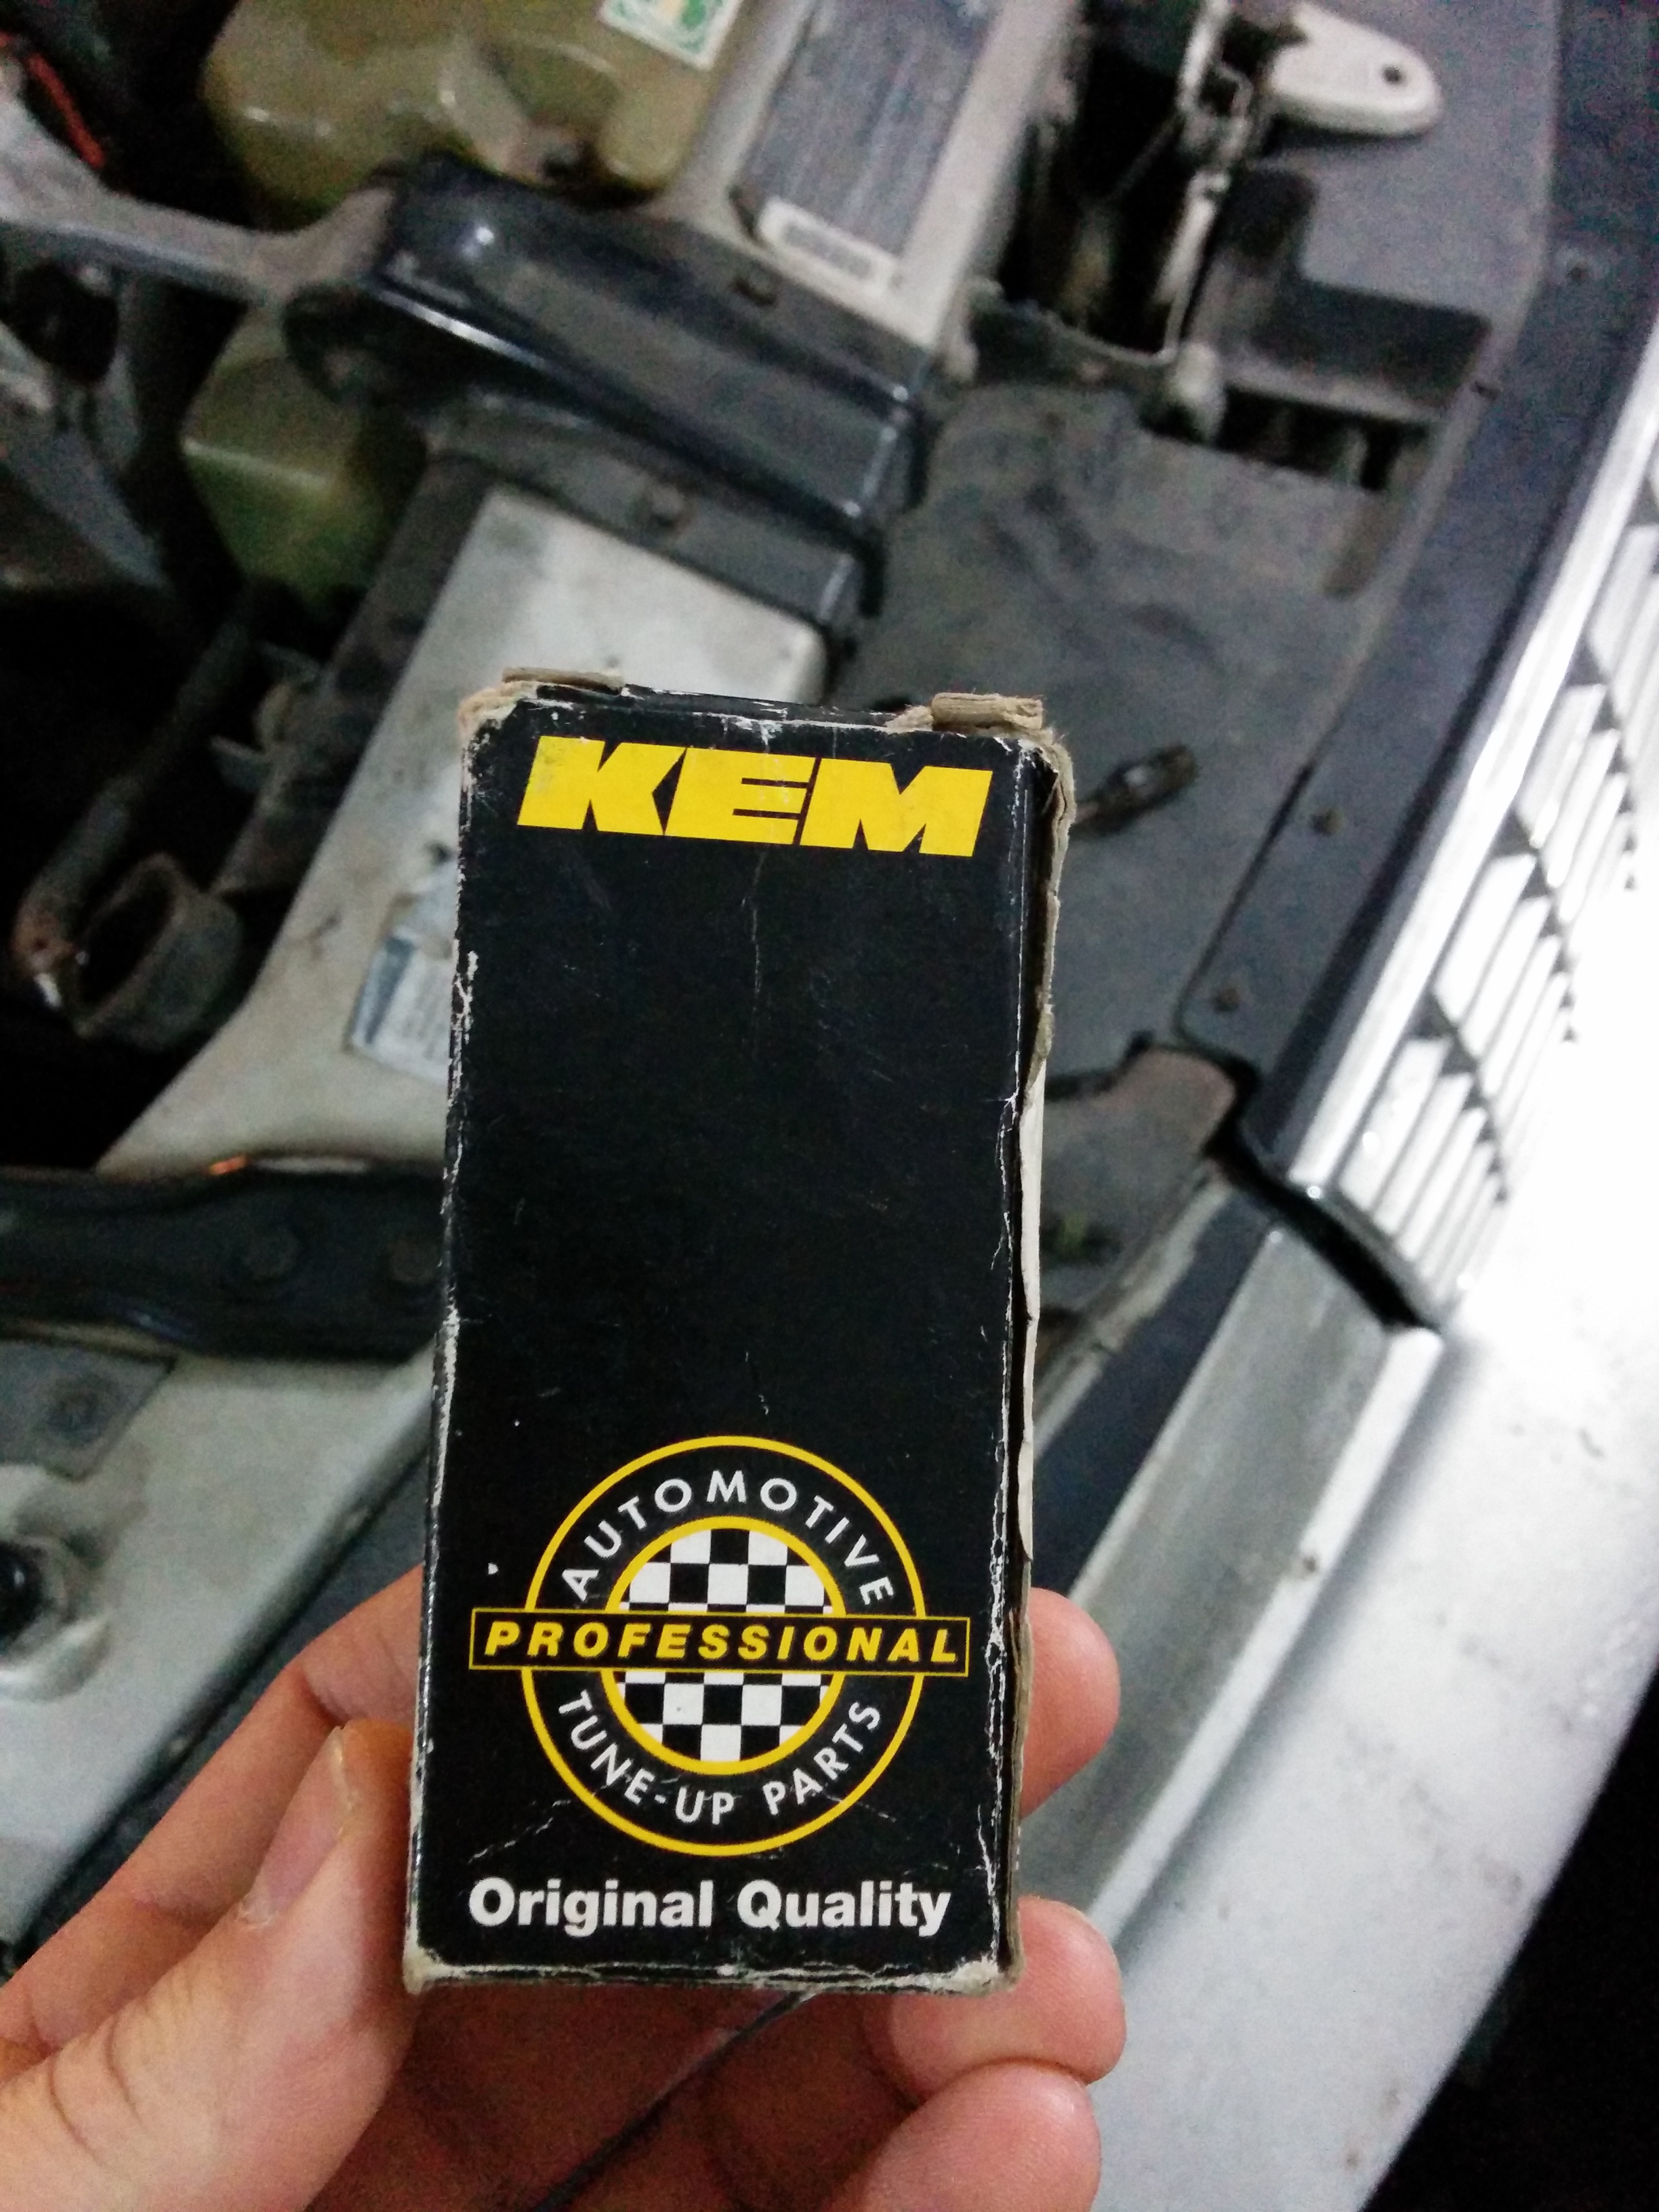 KEM
AUTOMOTIVE
PROFESSIONAL
TUNE-UP PARTS
Original Quality